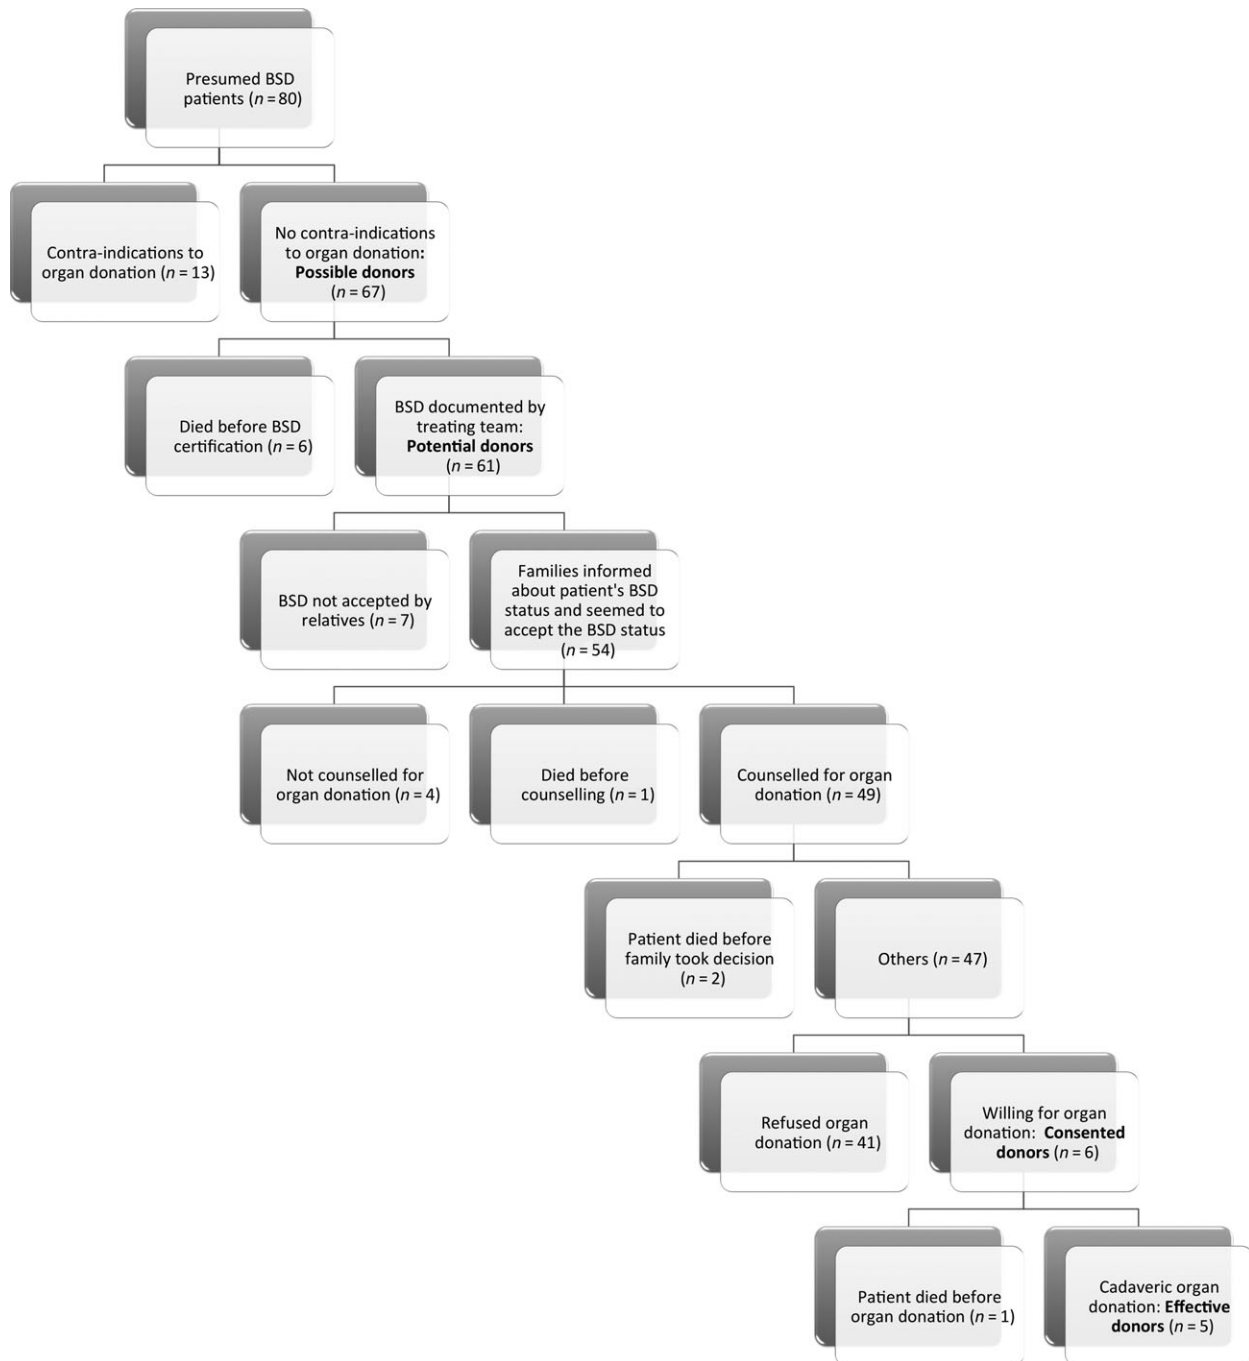 Presumed BSD
patients (n = 80)
Contra-indications to
organ donation (n = 13)
No contra-indications
to organ donation:
Possible donors
(n = 67)
Died before BSD
certification (n = 6)
BSD documented by
treating team:
Potential donors
(n = 61)
BSD not accepted by
relatives (n = 7)
Families informed
about patient's BSD
status and seemed to
accept the BSD status
(n = 54)
Not counselled for
organ donation (n = 4)
Died before
counselling (n = 1)
Counselled for organ
donation (n = 49)
Patient died before
family took decision
(n = 2)
Others (n = 47)
Refused organ
donation (n = 41)
Willing for organ
donation: Consented
donors (n = 6)
Patient died before
organ donation (n = 1)
Cadaveric organ
donation: Effective
donors (n = 5)